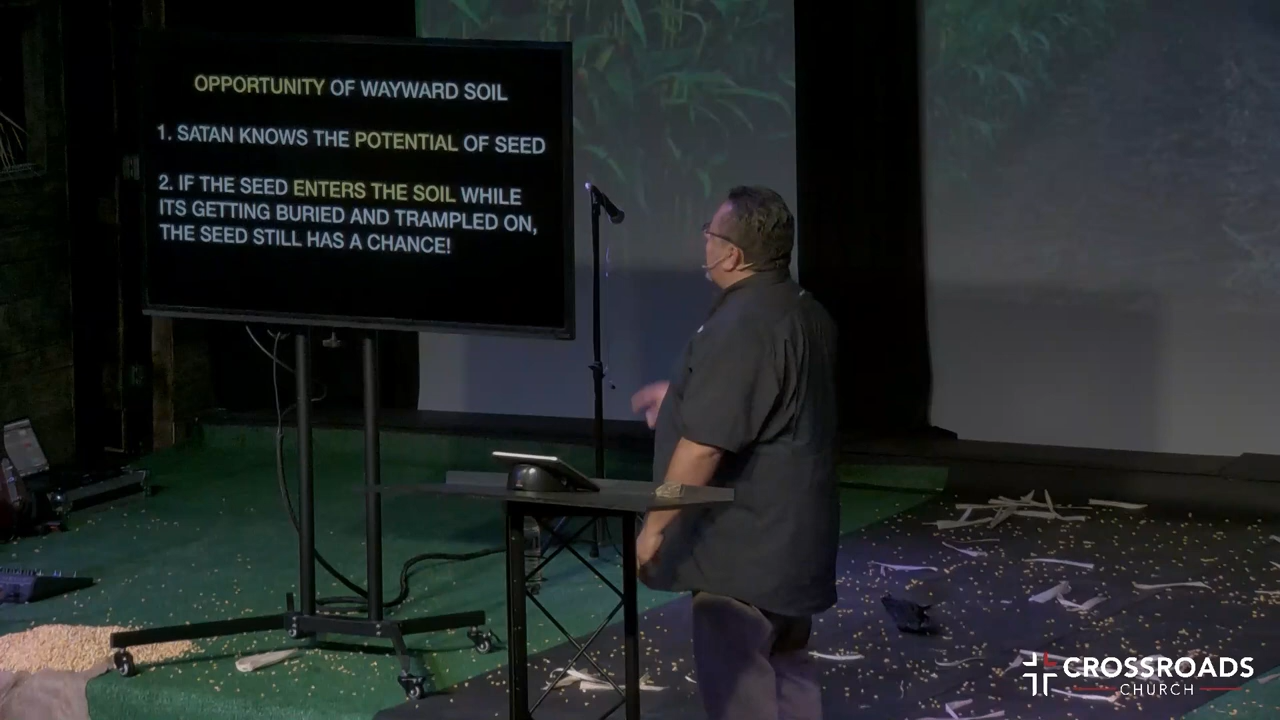 OPPORTUNITY OF WAYWARD SOIL
1. SATAN KNOWS THE POTENTIAL OF SEED
2. IF THE SEED ENTERS THE SOIL WHILE
ITS GETTING BURIED AND TRAMPLED ON,
THE SEED STILL HAS A CHANCE!
CROSSROADS
CHURCH